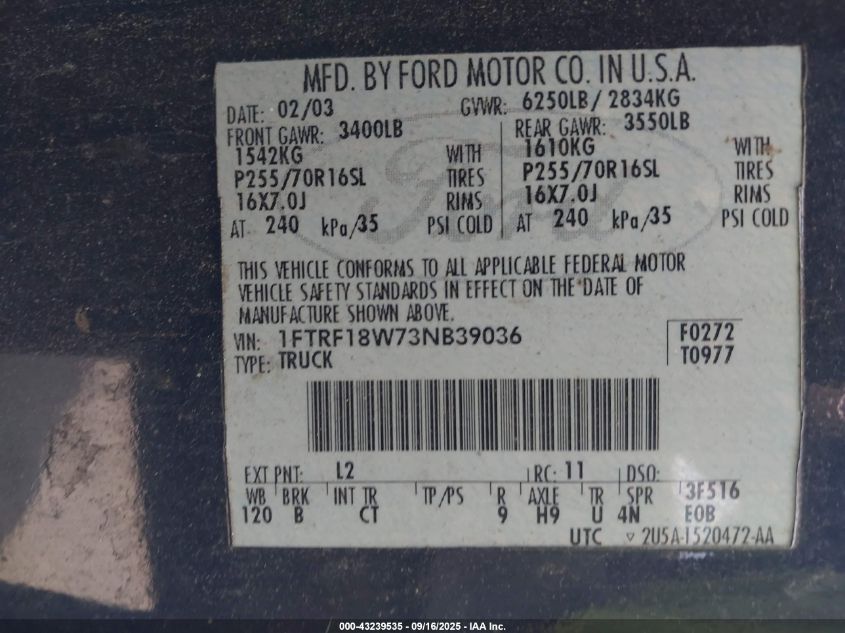 MFD. BY FORD MOTOR CO. IN U.S.A.
DATE: 02/03 GVWR: 6250LB/ 2834KG
FRONT GAWR: 3400LB REAR GAWR: 3550LB
1542KG WITH 1610KG WITH
P255/70R16SL TIRES P255/70R16SL TIRES
16X7.0J RIMS 16X7.0J RIMS
AT 240 kPa/35 PSI COLD AT 240 kPa/35 PSI COLD
Ford
THIS VEHICLE CONFORMS TO ALL APPLICABLE FEDERAL MOTOR
VEHICLE SAFETY STANDARDS IN EFFECT ON THE DATE OF
MANUFACTURE SHOWN ABOVE.
VIN: 1FTRF18W73NB39036 F0272
TYPE: TRUCK T0977
EXT PNT: L2 RC: 11 DSO:
WB BRK INT TR TP/PS R AXLE TR SPR 3F516
120 B CT 9 H9 U 4N EOB
UTC ▽ 2U5A-1520472-AA
000-43239535 - 09/16/2025 - IAA Inc.